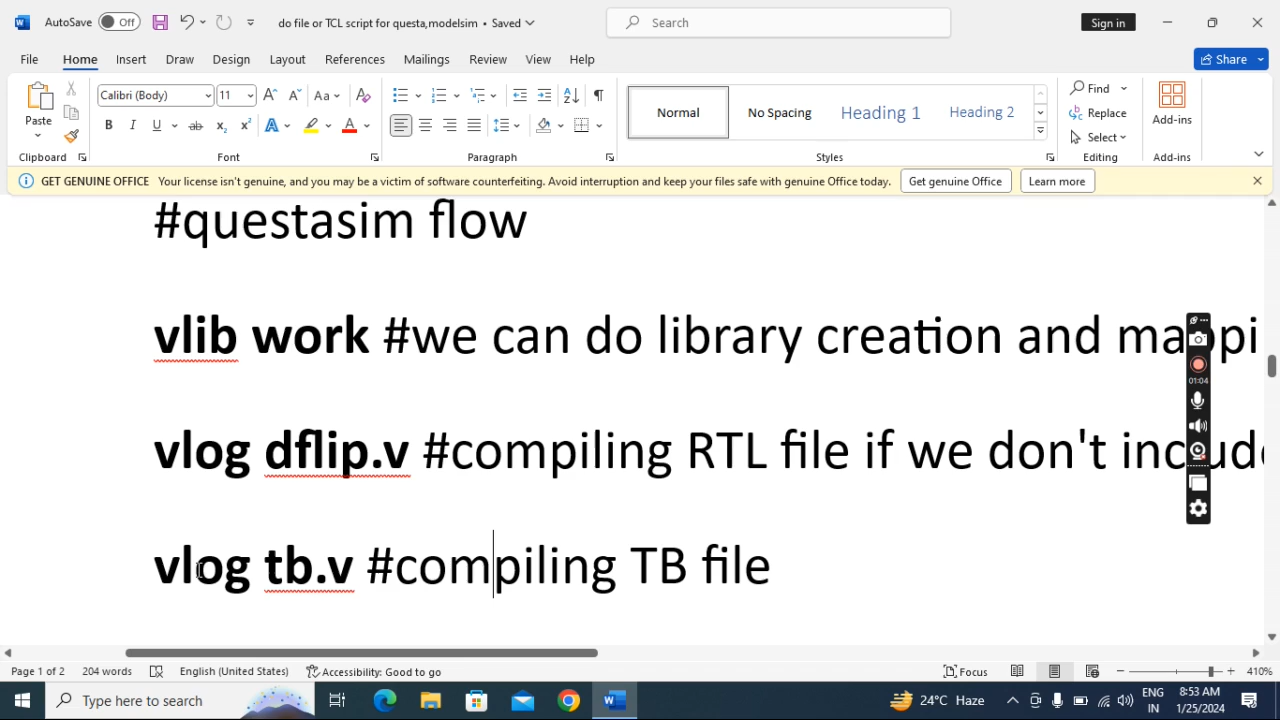 AutoSave Off do file or TCL script for questa,modelsim • Saved Search Sign in
File Home Insert Draw Design Layout References Mailings Review View Help Share
Paste Calibri (Body) 11 Aa Normal No Spacing Heading 1 Heading 2 Find Replace Select Add-ins
Clipboard Font Paragraph Styles Editing Add-ins
GET GENUINE OFFICE Your license isn't genuine, and you may be a victim of software counterfeiting. Avoid interruption and keep your files safe with genuine Office today. Get genuine Office Learn more
#questasim flow
vlib work #we can do library creation and mappi
vlog dflip.v #compiling RTL file if we don't include
vlog tb.v #compiling TB file
01:04
Page 1 of 2 204 words English (United States) Accessibility: Good to go Focus 410%
Type here to search 24°C Haze ENG IN 8:53 AM 1/25/2024